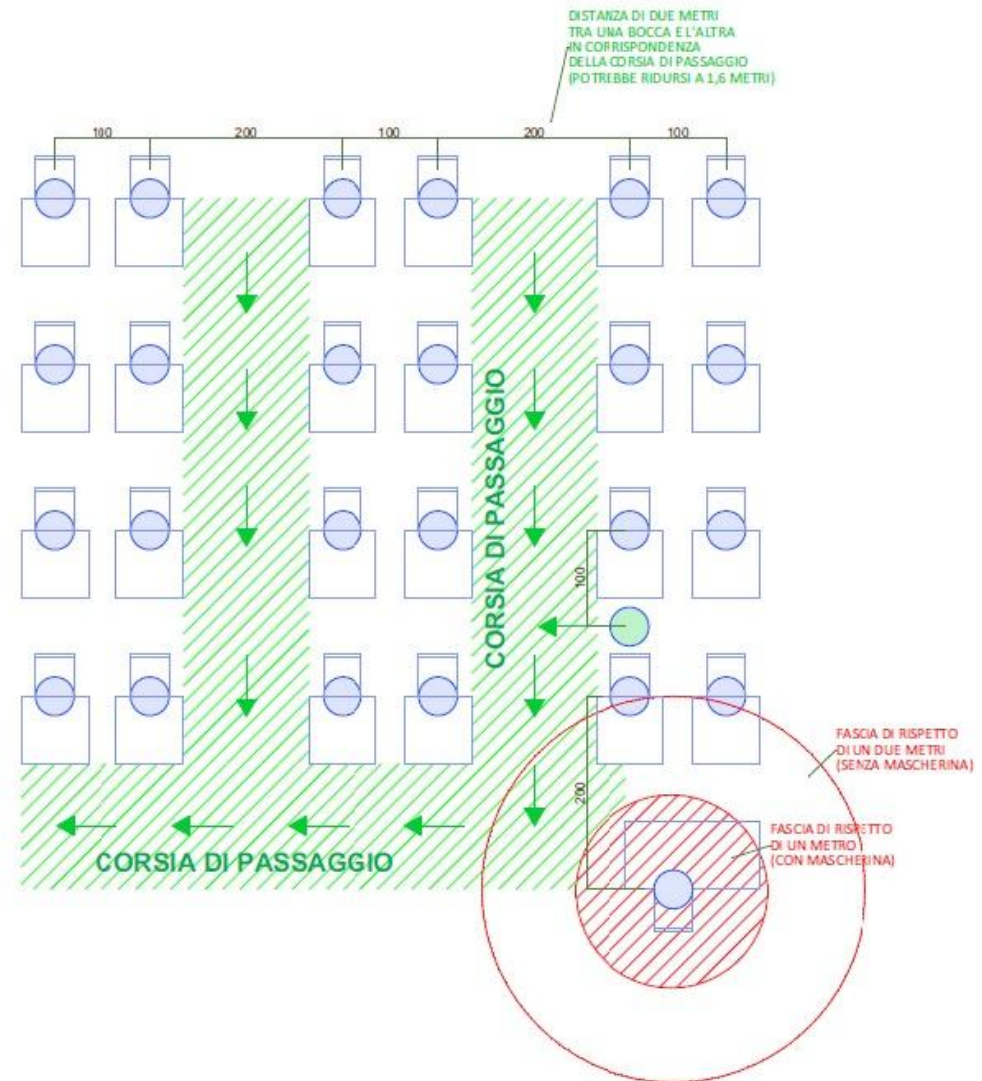 DISTANZA DI DUE METRI
TRA UNA BOCCA E L'ALTRA
IN CORRISPONDENZA
DELLA CORSIA DI PASSAGGIO
(POTREBBE RIDURSI A 1,6 METRI)
100 200 100 200 100
CORSIA DI PASSAGGIO
100
FASCIA DI RISPETTO
DI UN DUE METRI
(SENZA MASCHERINA)
200
FASCIA DI RISPETTO
DI UN METRO
(CON MASCHERINA)
CORSIA DI PASSAGGIO